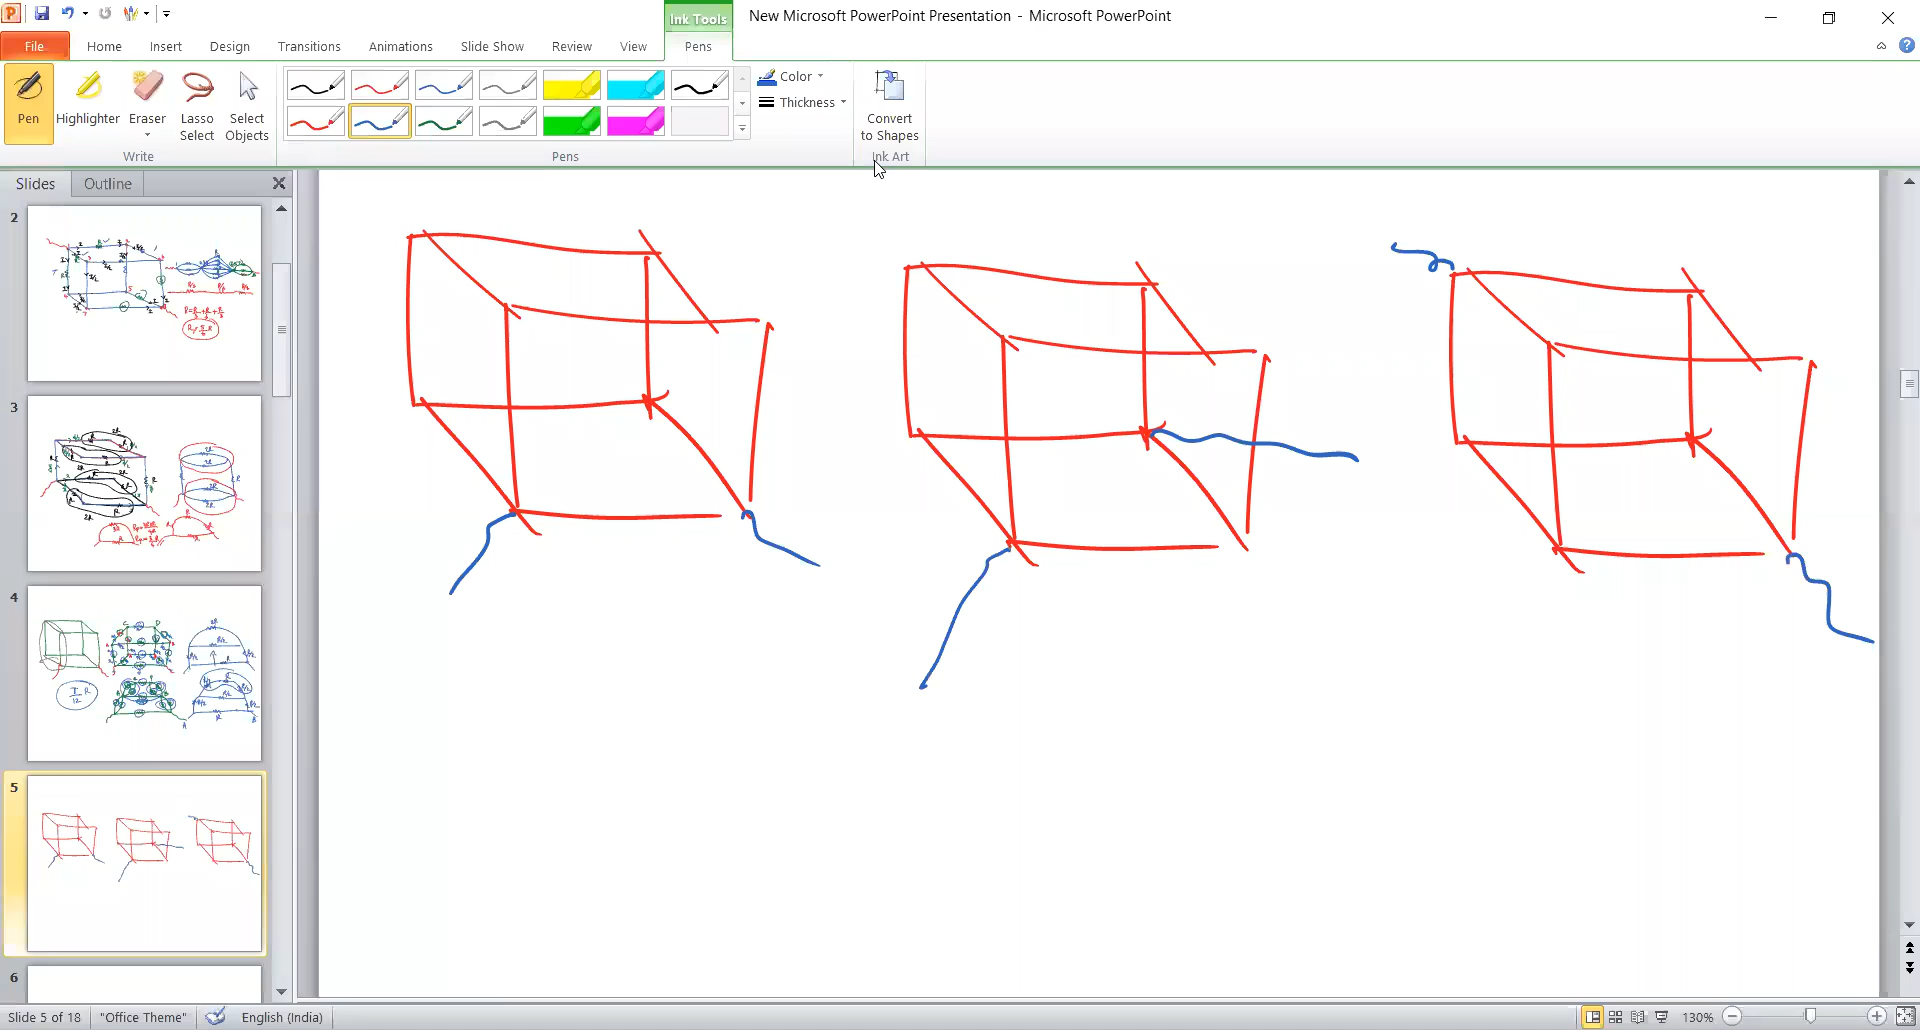 New Microsoft PowerPoint Presentation - Microsoft PowerPoint
Ink Tools
File Home Insert Design Transitions Animations Slide Show Review View Pens
Pen
Highlighter
Eraser
Lasso Select
Select Objects
Color
Thickness
Convert to Shapes
Write
Pens
Ink Art
Slides Outline
2
3
4
5
6
Slide 5 of 18 "Office Theme" English (India) 130%